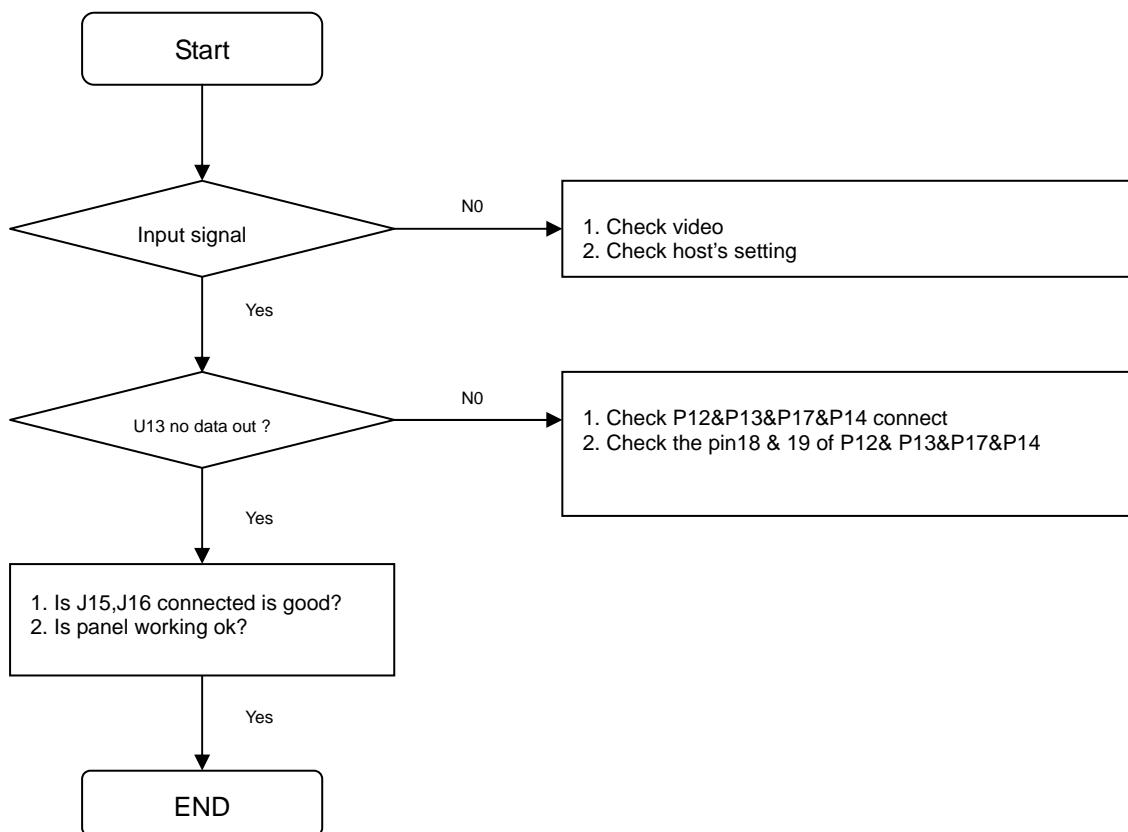 Start
Input signal
N0
1. Check video
2. Check host's setting
Yes
U13 no data out ?
N0
1. Check P12&P13&P17&P14 connect
2. Check the pin18 & 19 of P12& P13&P17&P14
Yes
1. Is J15,J16 connected is good?
2. Is panel working ok?
Yes
END